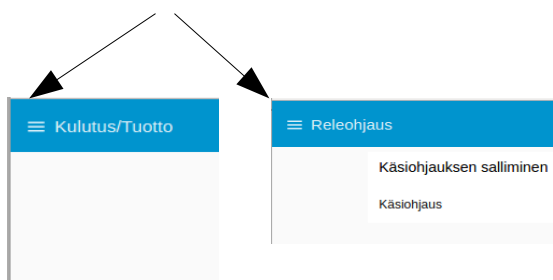 Kulutus/Tuotto
Releohjaus
Käsiohjauksen salliminen
Käsiohjaus